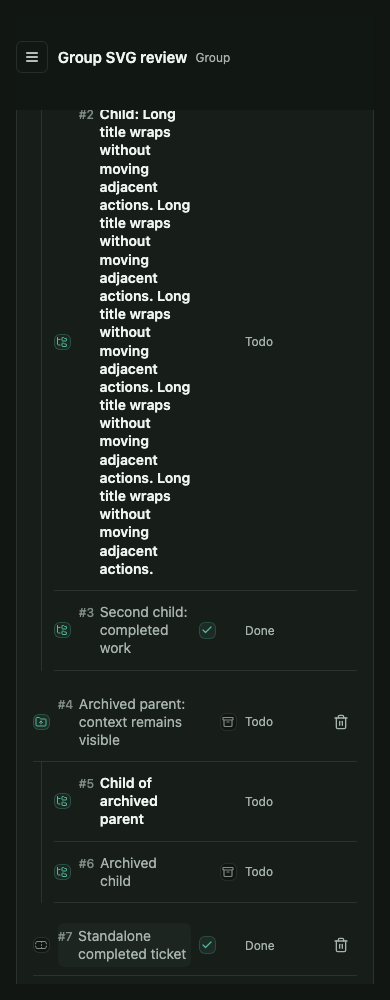 Group SVG review Group
#2 Child: Long
title wraps
without
moving
adjacent
actions. Long
title wraps
without
moving
adjacent
actions. Long
title wraps
without
moving
adjacent
actions. Long
title wraps
without
moving
adjacent
actions. Long
title wraps
without
moving
adjacent
actions.
Todo
#3 Second child:
completed
work
Done
#4 Archived parent:
context remains
visible
Todo
#5 Child of
archived
parent
Todo
#6 Archived
child
Todo
#7 Standalone
completed ticket
Done